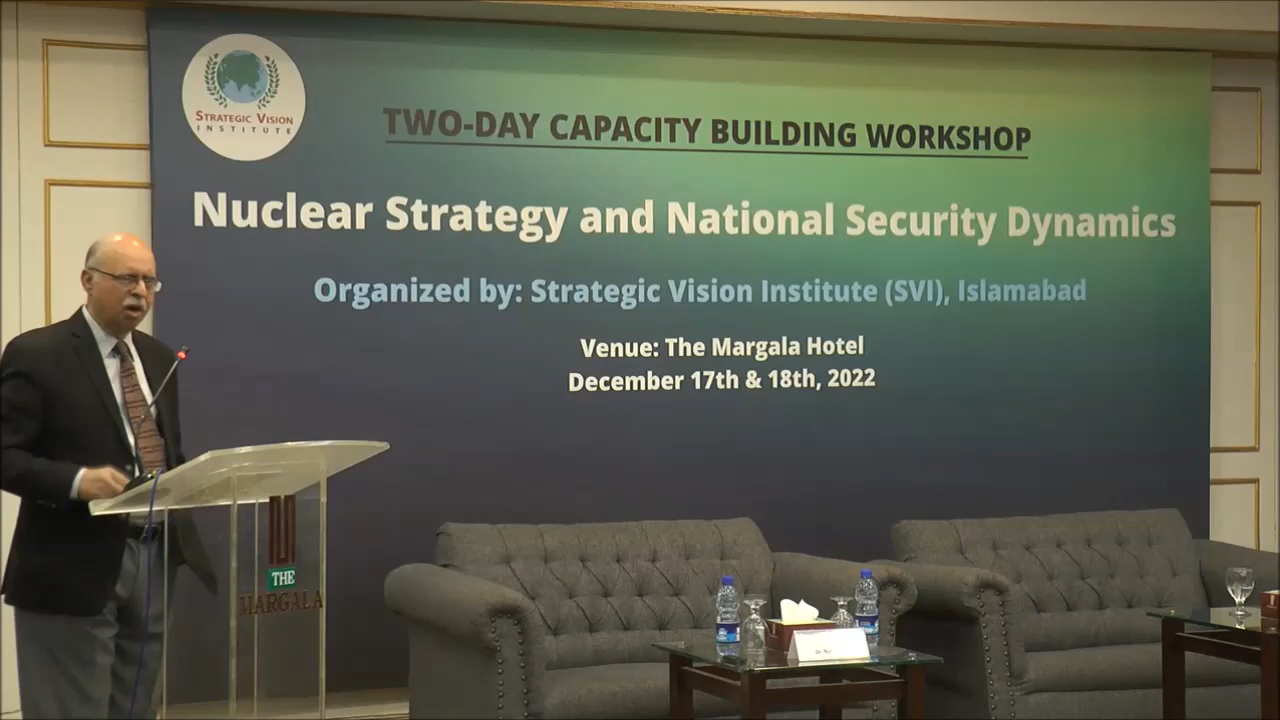 STRATEGIC VISION
INSTITUTE
TWO-DAY CAPACITY BUILDING WORKSHOP
Nuclear Strategy and National Security Dynamics
Organized by: Strategic Vision Institute (SVI), Islamabad
Venue: The Margala Hotel
December 17th & 18th, 2022
THE
MARGALA